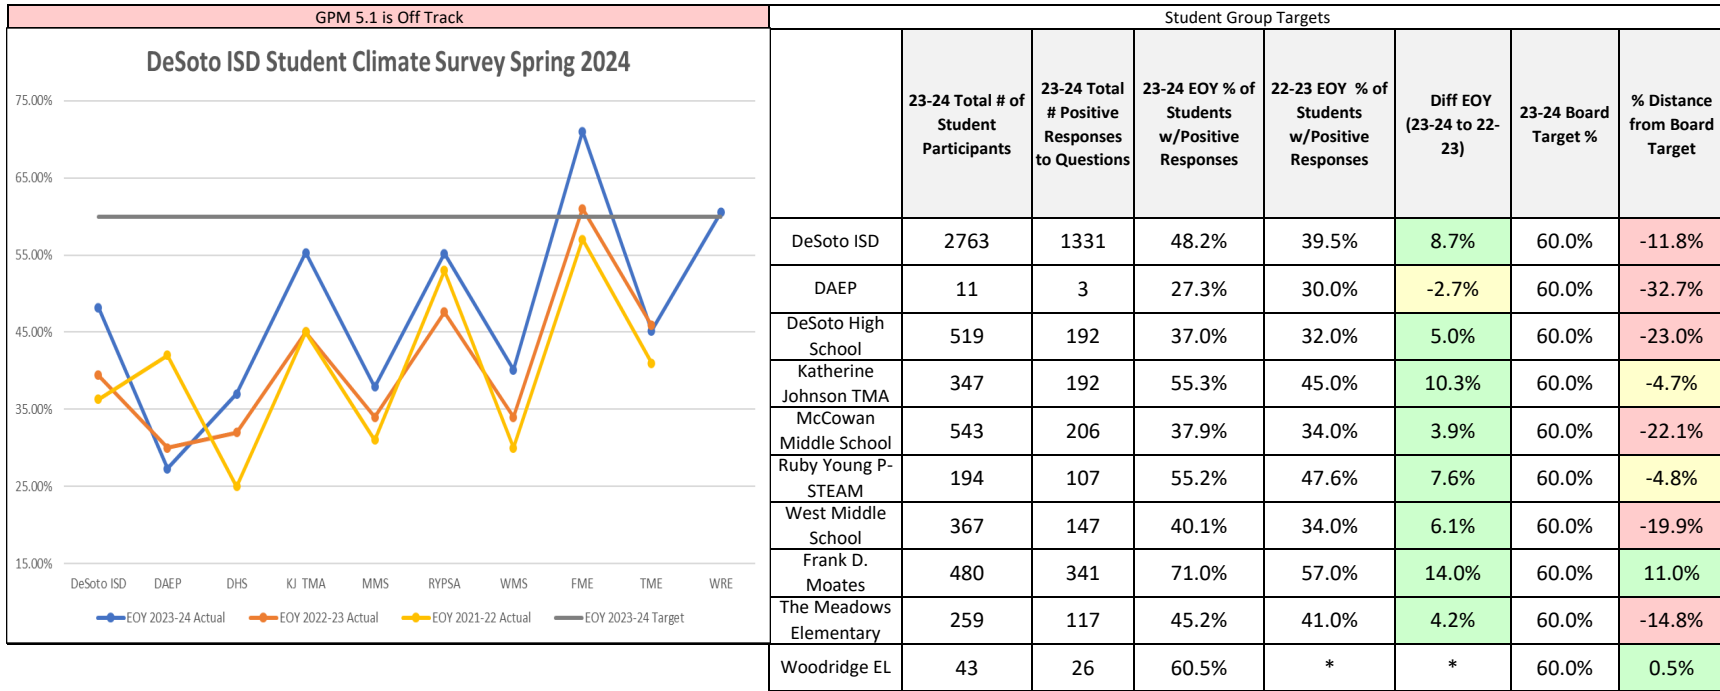 GPM 5.1 is Off Track
DeSoto ISD Student Climate Survey Spring 2024
75.00%
65.00%
55.00%
45.00%
35.00%
25.00%
15.00%
DeSoto ISD DAEP DHS KJ TMA MMS RYPSA WMS FME TME WRE
EOY 2023-24 Actual EOY 2022-23 Actual EOY 2021-22 Actual EOY 2023-24 Target
Student Group Targets
23-24 Total # of
Student
Participants
23-24 Total
# Positive
Responses
to Questions
23-24 EOY % of
Students
w/Positive
Responses
22-23 EOY % of
Students
w/Positive
Responses
Diff EOY
(23-24 to 22-
23)
23-24 Board
Target %
% Distance
from Board
Target
DeSoto ISD 2763 1331 48.2% 39.5% 8.7% 60.0% -11.8%
DAEP 11 3 27.3% 30.0% -2.7% 60.0% -32.7%
DeSoto High
School
519 192 37.0% 32.0% 5.0% 60.0% -23.0%
Katherine
Johnson TMA
347 192 55.3% 45.0% 10.3% 60.0% -4.7%
McCowan
Middle School
543 206 37.9% 34.0% 3.9% 60.0% -22.1%
Ruby Young P-
STEAM
194 107 55.2% 47.6% 7.6% 60.0% -4.8%
West Middle
School
367 147 40.1% 34.0% 6.1% 60.0% -19.9%
Frank D.
Moates
480 341 71.0% 57.0% 14.0% 60.0% 11.0%
The Meadows
Elementary
259 117 45.2% 41.0% 4.2% 60.0% -14.8%
Woodridge EL 43 26 60.5% * * 60.0% 0.5%